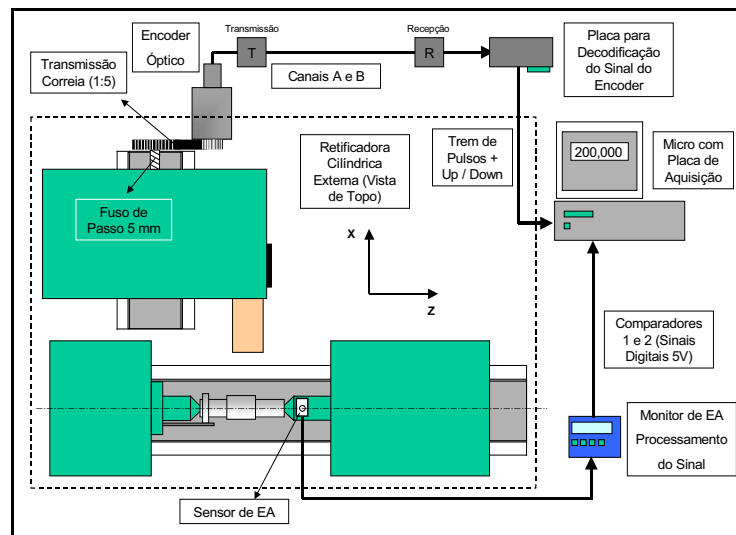 Encoder
Óptico
Transmissão
T
Canais A e B
Recepção
R
Placa para
Decodificação
do Sinal do
Encoder
Transmissão
Correia (1:5)
Retificadora
Cilíndrica
Externa (Vista
de Topo)
Trem de
Pulsos +
Up / Down
200,000
Micro com
Placa de
Aquisição
Fuso de
Passo 5 mm
X
Z
Comparadores
1 e 2 (Sinais
Digitais 5V)
Monitor de EA
Processamento
do Sinal
Sensor de EA